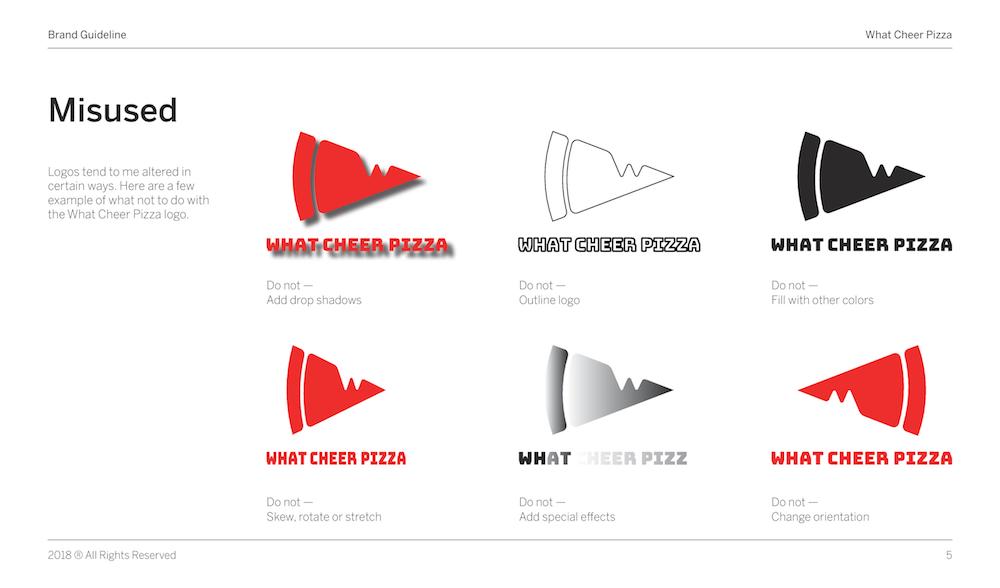 Brand Guideline
What Cheer Pizza
Misused
Logos tend to me altered in
certain ways. Here are a few
example of what not to do with
the What Cheer Pizza logo.
WHAT CHEER PIZZA
WHAT CHEER PIZZA
WHAT CHEER PIZZA
Do not —
Add drop shadows
Do not —
Outline logo
Do not —
Fill with other colors
WHAT CHEER PIZZA
WHAT CHEER PIZZ
WHAT CHEER PIZZA
Do not —
Skew, rotate or stretch
Do not —
Add special effects
Do not —
Change orientation
2018 ® All Rights Reserved
5